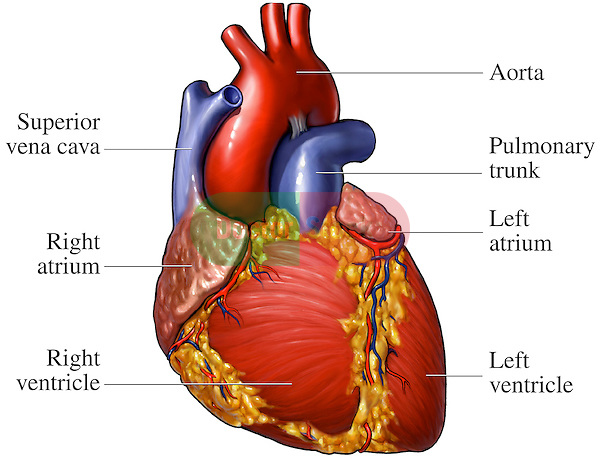 Aorta
Superior
vena cava
Pulmonary
trunk
Left
atrium
Right
atrium
Right
ventricle
Left
ventricle